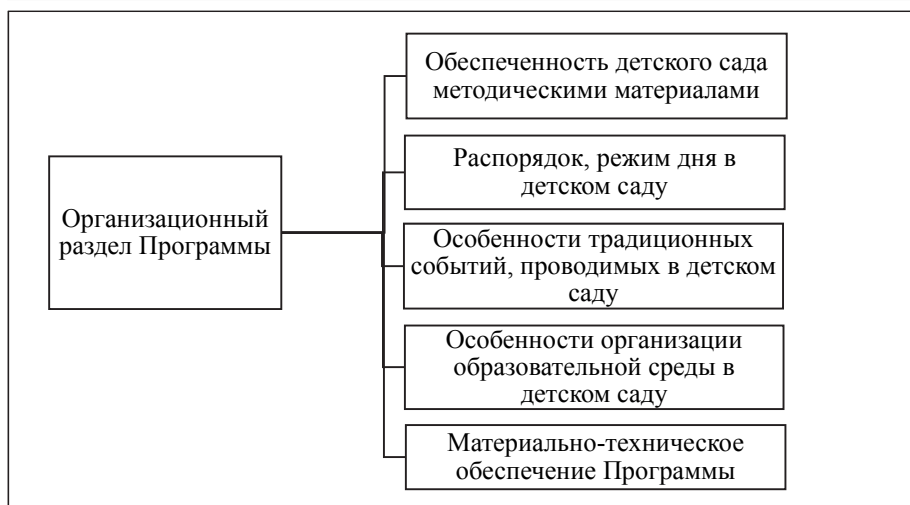 Обеспеченность детского сада
методическими материалами
Распорядок, режим дня в
детском саду
Организационный
раздел Программы
Особенности традиционных
событий, проводимых в детском
саду
Особенности организации
образовательной среды в
детском саду
Материально-техническое
обеспечение Программы